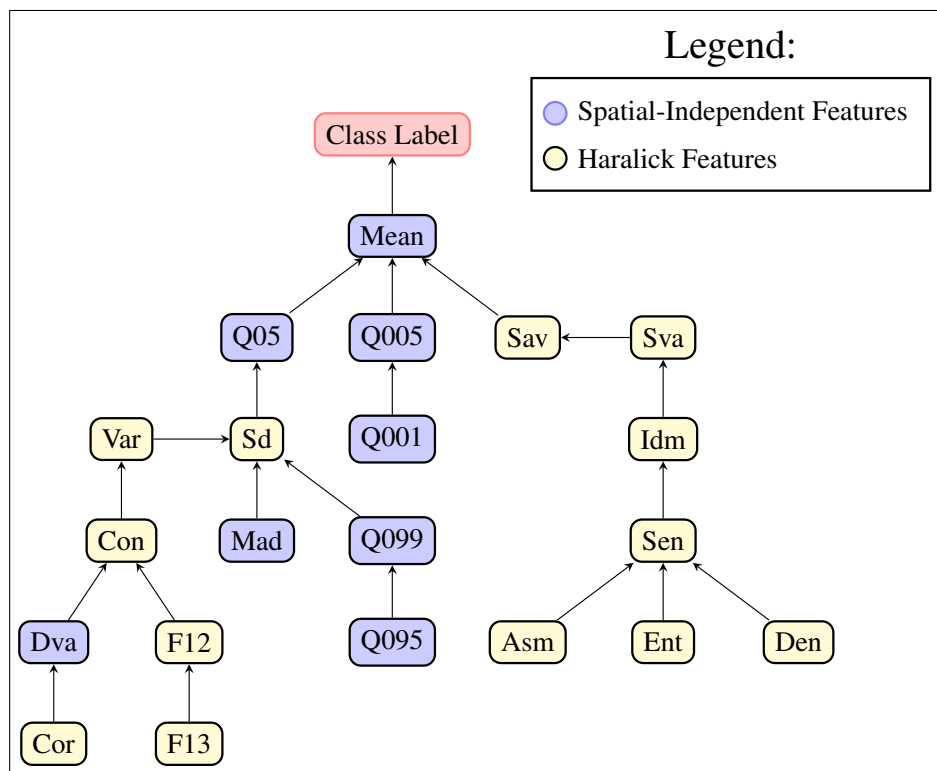 Legend:
Spatial-Independent Features
Haralick Features
Class Label
Mean
Q05
Q005
Sav
Sva
Var
Sd
Q001
Idm
Con
Mad
Q099
Sen
Dva
F12
Q095
Asm
Ent
Den
Cor
F13